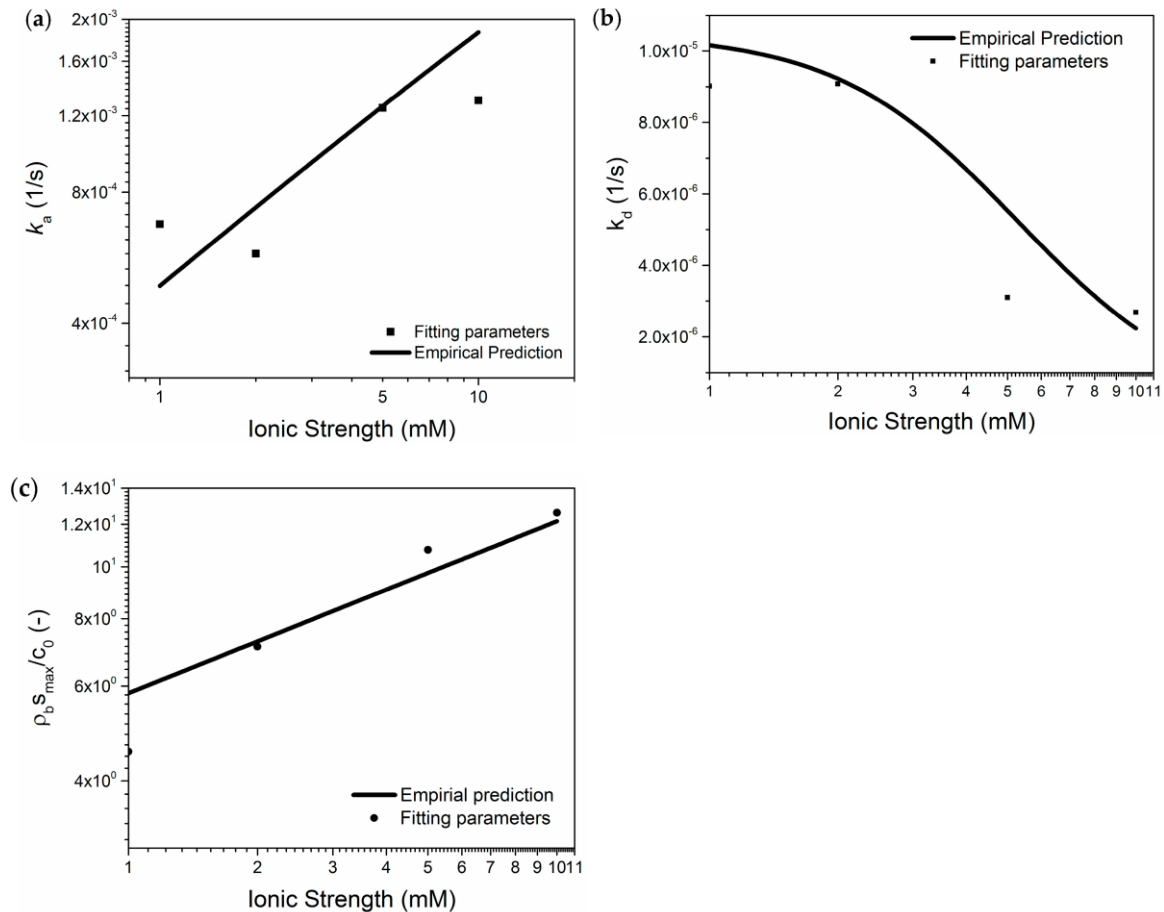 (a)
2x10⁻³
1.6x10⁻³
1.2x10⁻³
8x10⁻⁴
4x10⁻⁴
kₐ (1/s)
Fitting parameters
Empirical Prediction
1 5 10
Ionic Strength (mM)
(b)
1.0x10⁻⁵
8.0x10⁻⁶
6.0x10⁻⁶
4.0x10⁻⁶
2.0x10⁻⁶
k_d (1/s)
Empirical Prediction
Fitting parameters
1 2 3 4 5 6 7 8 9 10 11
Ionic Strength (mM)
(c)
1.4x10¹
1.2x10¹
10¹
8x10⁰
6x10⁰
4x10⁰
ρ_b s_max/c₀ (-)
Empirial prediction
Fitting parameters
1 2 3 4 5 6 7 8 9 10 11
Ionic Strength (mM)